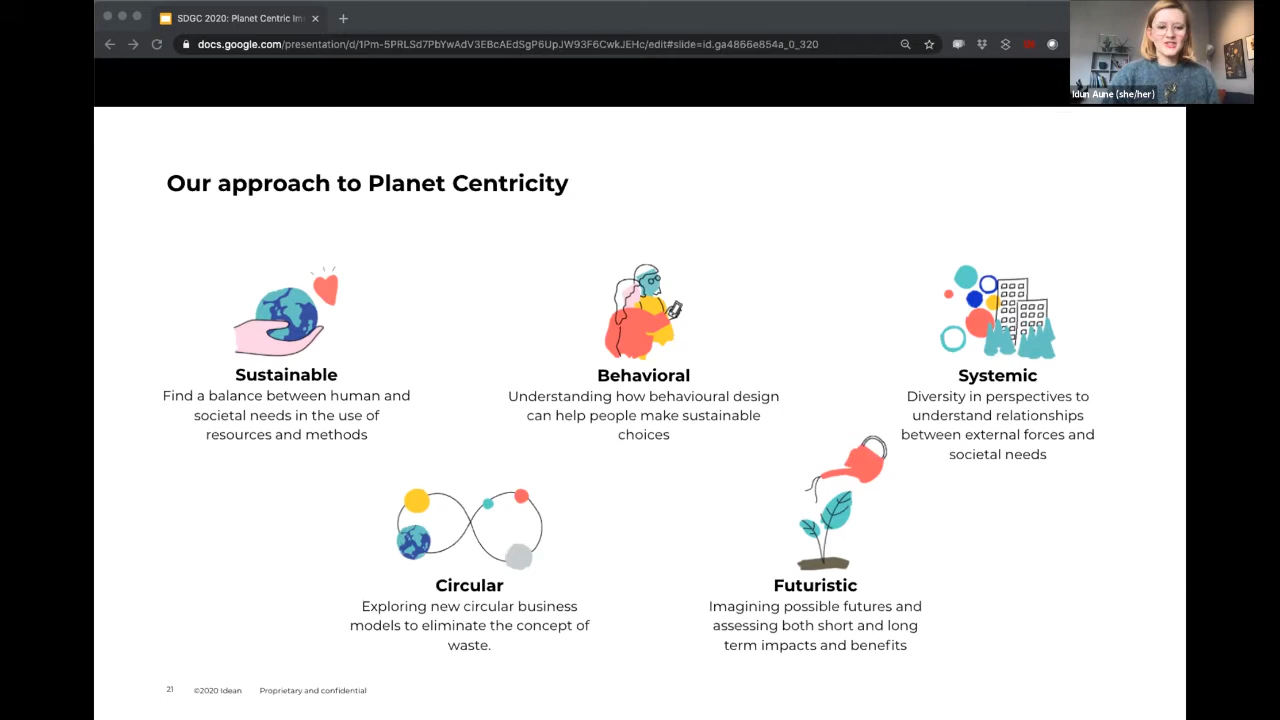 SDGC 2020: Planet Centric Im
docs.google.com/presentation/d/1Pm-5PRLSd7PbYwAdV3EBcAEdSgP6UpJW93F6CwkJEHc/edit#slide=id.ga4866e854a_0_320
Idun Aune (she/her)
Our approach to Planet Centricity
Sustainable
Find a balance between human and
societal needs in the use of
resources and methods
Behavioral
Understanding how behavioural design
can help people make sustainable
choices
Systemic
Diversity in perspectives to
understand relationships
between external forces and
societal needs
Circular
Exploring new circular business
models to eliminate the concept of
waste.
Futuristic
Imagining possible futures and
assessing both short and long
term impacts and benefits
21 ©2020 Idean Proprietary and confidential